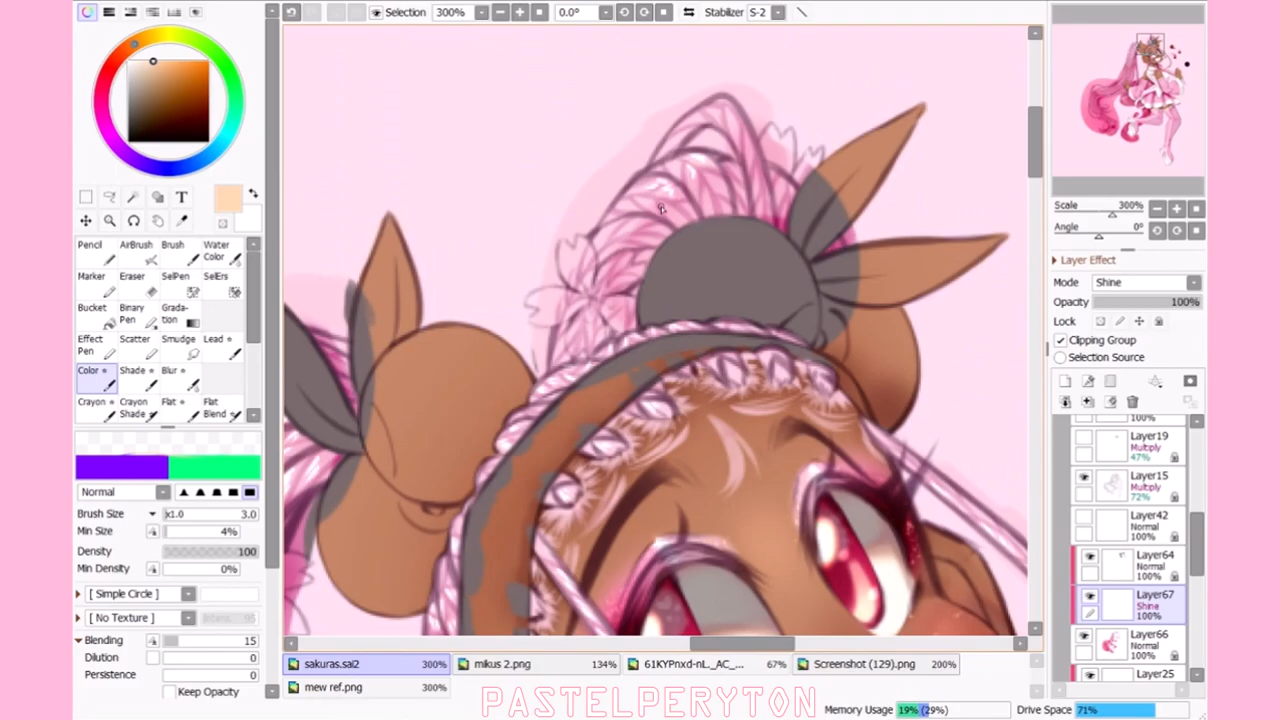 Selection 300% 0.0° Stabilizer S-2
T
Pencil AirBrush Brush Water Color
Marker Eraser SelPen SelErs
Bucket Binary Pen Gradation
Effect Pen Scatter Smudge Lead
Color Shade Blur
Crayon Crayon Shade Flat Flat Blend
Normal
Brush Size x1.0 3.0
Min Size 4%
Density 100
Min Density 0%
[ Simple Circle ]
[ No Texture ]
Blending 15
Dilution 0
Persistence 0
Keep Opacity
Scale 300%
Angle 0°
Layer Effect
Mode Shine
Opacity 100%
Lock
Clipping Group
Selection Source
100%
Layer19
Multiply
47%
Layer15
Multiply
72%
Layer42
Normal
100%
Layer64
Normal
100%
Layer67
Shine
100%
Layer66
Normal
100%
Layer25
sakuras.sai2 300% mikus 2.png 134% 61KYPnxd-nL._AC_... 67% Screenshot (129).png 200%
mew ref.png 300%
PASTELPERYTON
Memory Usage 19% (29%) Drive Space 71%